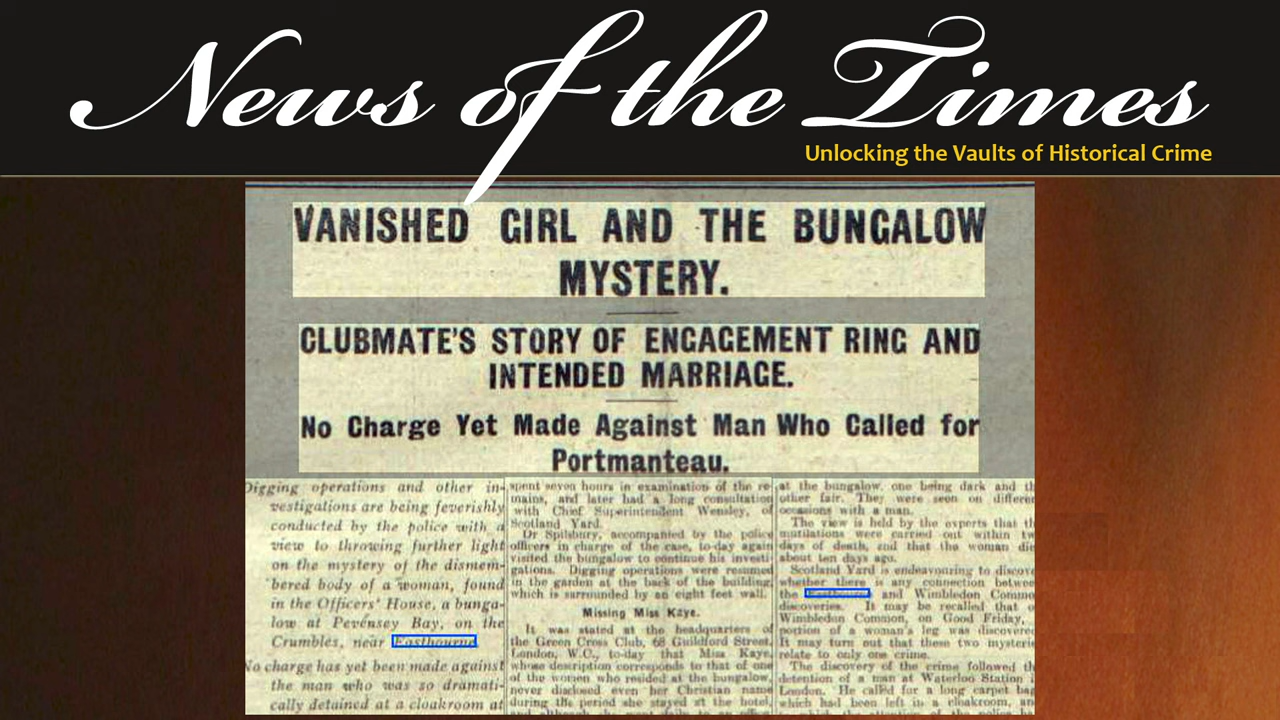 News of the Times
Unlocking the Vaults of Historical Crime
VANISHED GIRL AND THE BUNGALOW
MYSTERY.
CLUBMATE'S STORY OF ENGAGEMENT RING AND
INTENDED MARRIAGE.
No Charge Yet Made Against Man Who Called for
Portmanteau.
Digging operations and other in-
vestigations are being feverishly
conducted by the police with a
view to throwing further light
on the mystery of the dismem-
bered body of a woman, found
in the Officers' House, a bunga-
low at Pevensey Bay, on the
Crumbles, near Eastbourne
No charge has yet been made against
the man who was so dramati-
cally detained at a cloakroom at
spent seven hours in examination of the re-
mains, and later had a long consultation
with Chief Superintendent Wensley, of
Scotland Yard.
Dr Spilsbury, accompanied by the police
officers in charge of the case, to-day again
visited the bungalow to continue his investi-
gations. Digging operations were resumed
in the garden at the back of the building,
which is surrounded by an eight feet wall.
Missing Miss Kaye.
It was stated at the headquarters of
the Green Cross Club, 68 Guildford Street,
London, W.C., to-day that Miss Kaye,
whose description corresponds to that of one
of the women who resided at the bungalow,
never disclosed even her Christian name
during the period she stayed at the hotel,
at the bungalow, one being dark and th
other fair. They were seen on differen
occasions with a man.
The view is held by the experts that th
mutilations were carried out within tw
days of death, and that the woman die
about ten days ago.
Scotland Yard is endeavouring to discove
whether there is any connection betwee
the Eastbourne and Wimbledon Commo
discoveries. It may be recalled that o
Wimbledon Common, on Good Friday,
portion of a woman's leg was discovere
It may turn out that these two mysterie
relate to only one crime.
The discovery of the crime followed th
detention of a man at Waterloo Station i
London. He called for a long carpet bag
which had been left in a cloakroom, an